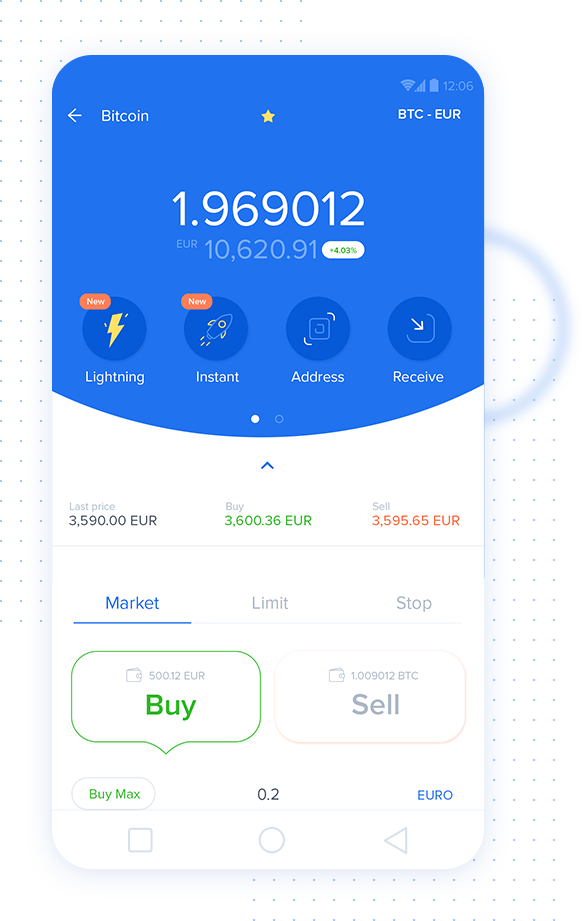 12:06
Bitcoin
BTC - EUR
1.969012
EUR 10,620.91 +4.03%
New New
Lightning Instant Address Receive
Last price Buy Sell
3,590.00 EUR 3,600.36 EUR 3,595.65 EUR
Market Limit Stop
500.12 EUR 1.009012 BTC
Buy Sell
Buy Max 0.2 EURO